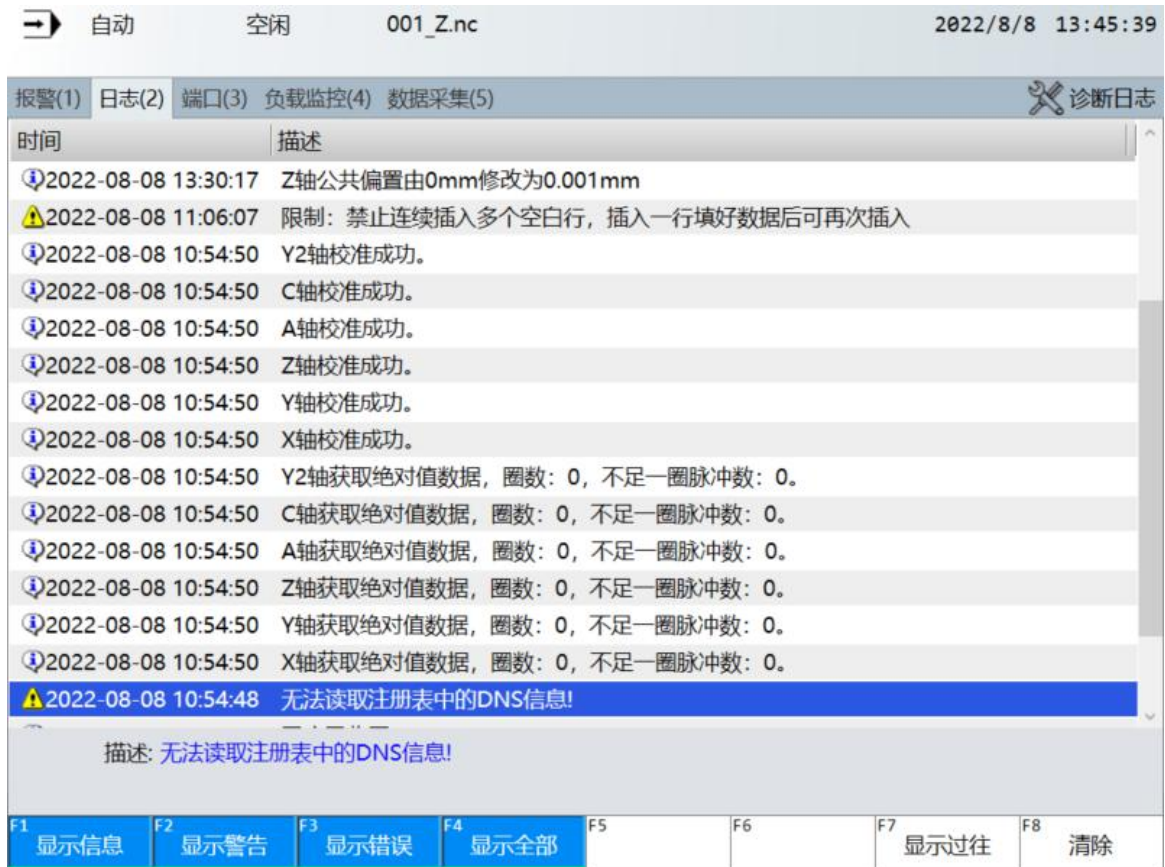 自动 空闲 001_Z.nc 2022/8/8 13:45:39
报警(1) 日志(2) 端口(3) 负载监控(4) 数据采集(5) 诊断日志
时间 描述
2022-08-08 13:30:17 Z轴公共偏置由0mm修改为0.001mm
2022-08-08 11:06:07 限制：禁止连续插入多个空白行，插入一行填好数据后可再次插入
2022-08-08 10:54:50 Y2轴校准成功。
2022-08-08 10:54:50 C轴校准成功。
2022-08-08 10:54:50 A轴校准成功。
2022-08-08 10:54:50 Z轴校准成功。
2022-08-08 10:54:50 Y轴校准成功。
2022-08-08 10:54:50 X轴校准成功。
2022-08-08 10:54:50 Y2轴获取绝对值数据，圈数：0，不足一圈脉冲数：0。
2022-08-08 10:54:50 C轴获取绝对值数据，圈数：0，不足一圈脉冲数：0。
2022-08-08 10:54:50 A轴获取绝对值数据，圈数：0，不足一圈脉冲数：0。
2022-08-08 10:54:50 Z轴获取绝对值数据，圈数：0，不足一圈脉冲数：0。
2022-08-08 10:54:50 Y轴获取绝对值数据，圈数：0，不足一圈脉冲数：0。
2022-08-08 10:54:50 X轴获取绝对值数据，圈数：0，不足一圈脉冲数：0。
2022-08-08 10:54:48 无法读取注册表中的DNS信息!
描述: 无法读取注册表中的DNS信息!
F1 显示信息 F2 显示警告 F3 显示错误 F4 显示全部 F5 F6 F7 显示过往 F8 清除